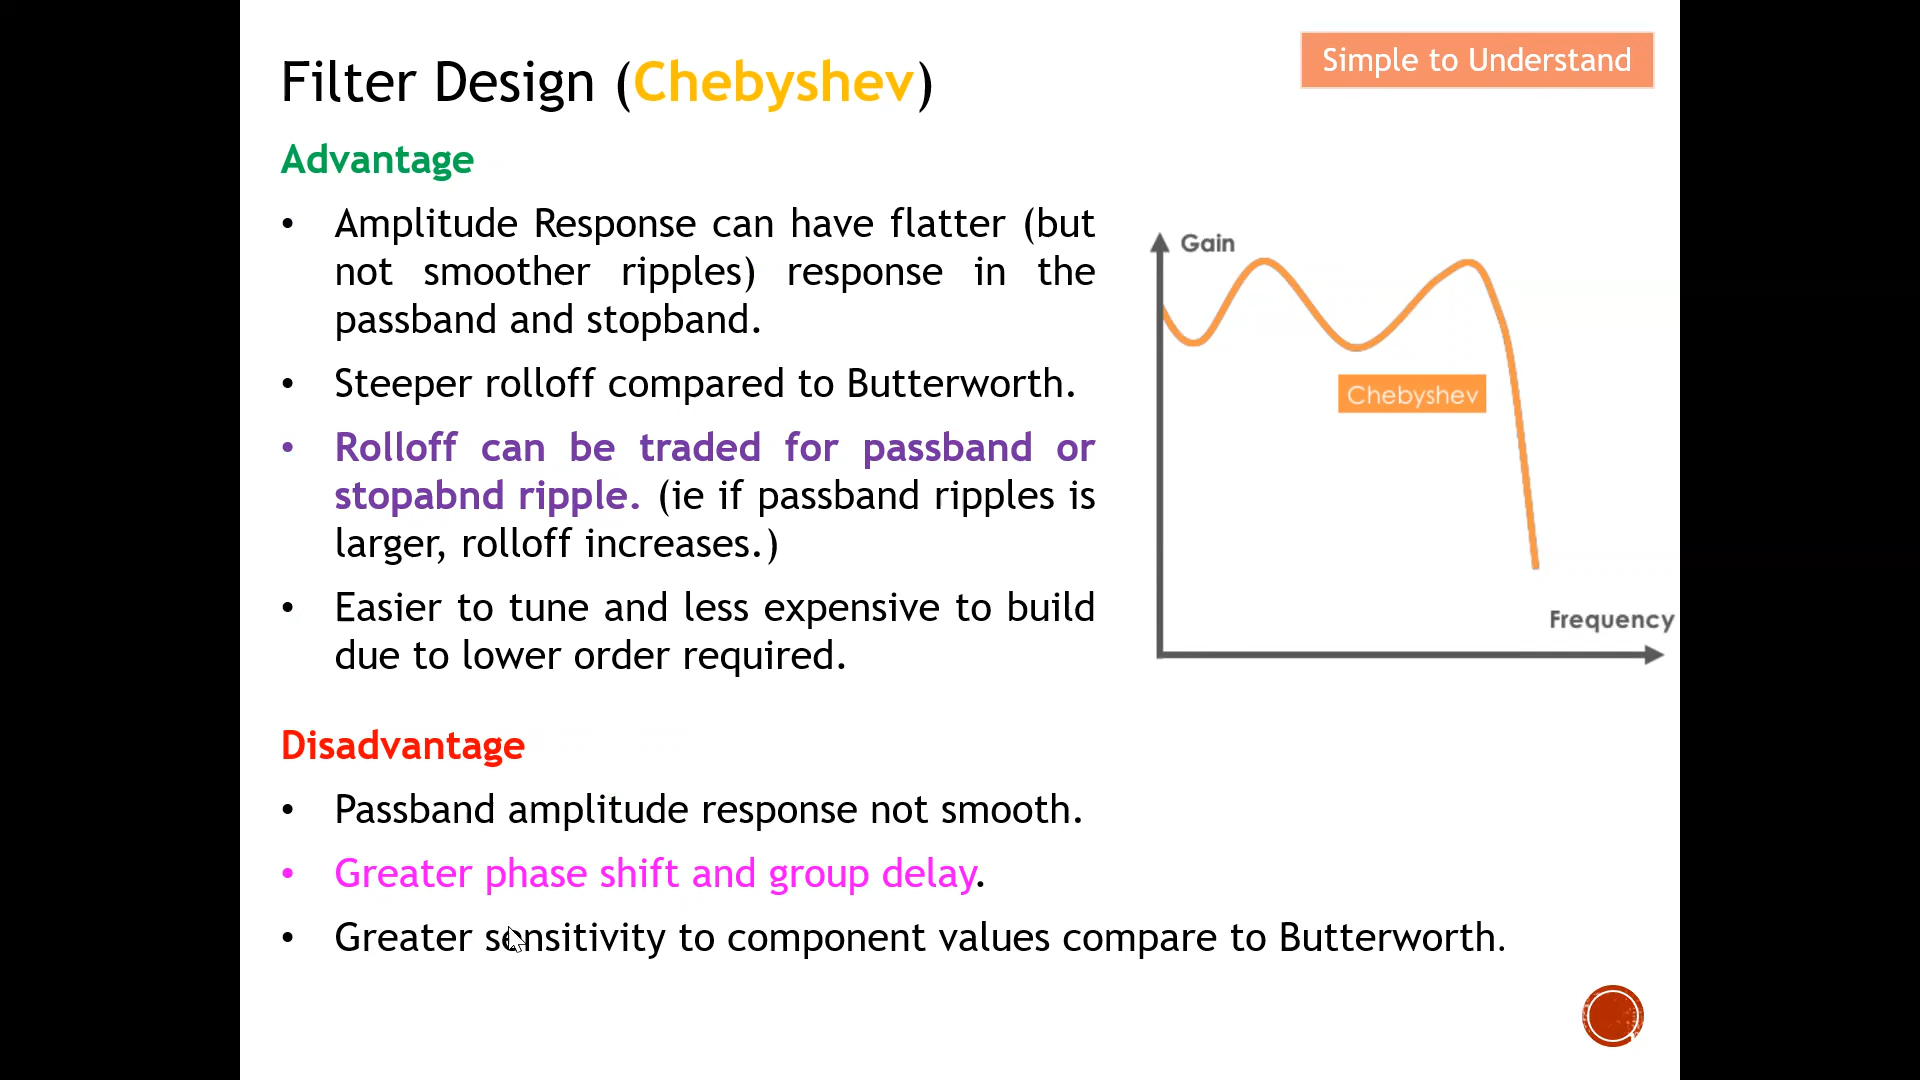 Simple to Understand
Filter Design (Chebyshev)
Advantage
• Amplitude Response can have flatter (but
not smoother ripples) response in the
passband and stopband.
• Steeper rolloff compared to Butterworth.
• Rolloff can be traded for passband or
stopabnd ripple. (ie if passband ripples is
larger, rolloff increases.)
• Easier to tune and less expensive to build
due to lower order required.
Gain
Chebyshev
Frequency
Disadvantage
• Passband amplitude response not smooth.
• Greater phase shift and group delay.
• Greater sensitivity to component values compare to Butterworth.